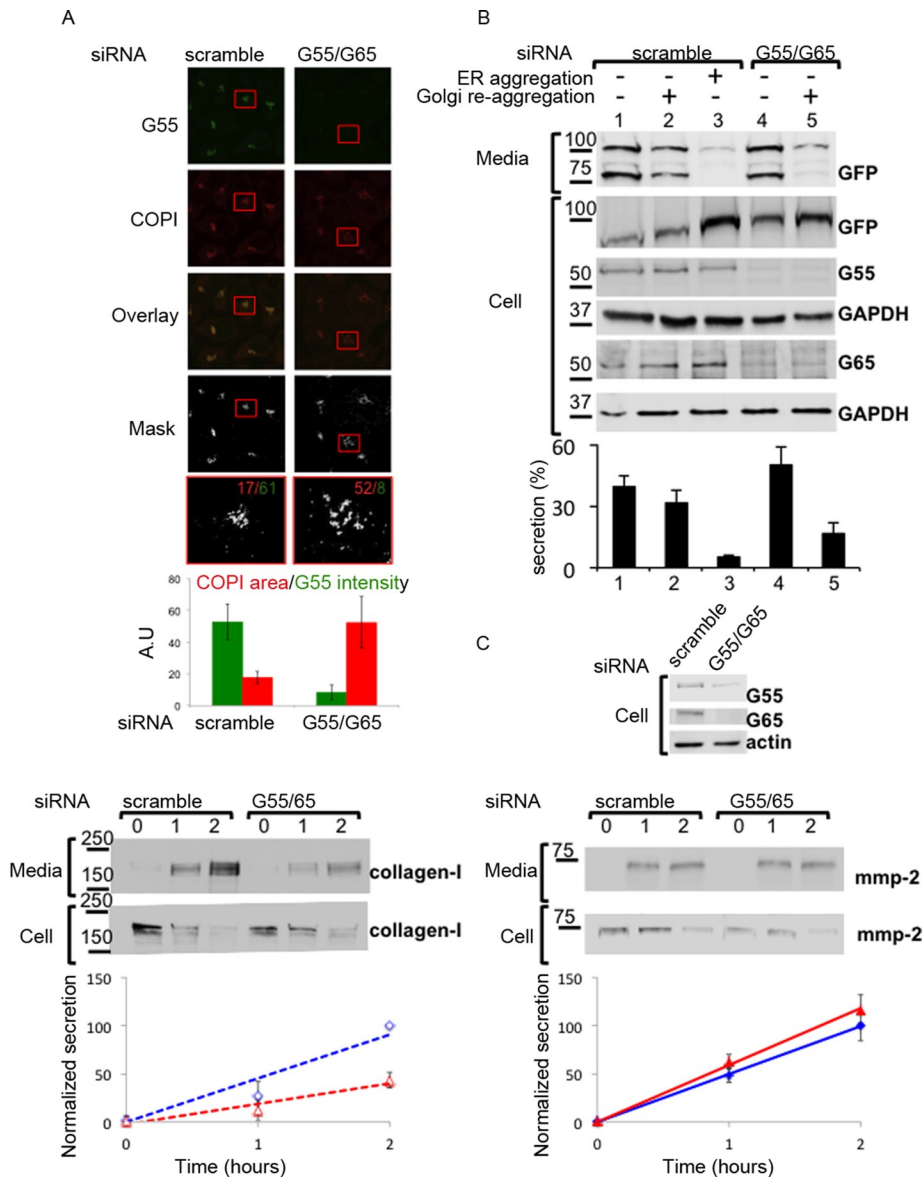 A
siRNA scramble G55/G65
G55
COPI
Overlay
Mask
17/61 52/8
COPI area/G55 intensity
80
60
40
20
0
A.U
siRNA scramble G55/G65
B
siRNA scramble G55/G65
ER aggregation - - + - -
Golgi re-aggregation - + - - +
1 2 3 4 5
Media 100 75 GFP
Cell
100 GFP
50 G55
37 GAPDH
50 G65
37 GAPDH
60
30
0
secretion (%)
1 2 3 4 5
C
siRNA scramble G55/G65
Cell
G55
G65
actin
siRNA scramble G55/65
0 1 2 0 1 2
Media 250 150 collagen-I
Cell 250 150 collagen-I
150
100
50
0
Normalized secretion
0 1 2
Time (hours)
siRNA scramble G55/65
0 1 2 0 1 2
Media 75 mmp-2
Cell 75 mmp-2
150
100
50
0
Normalized secretion
0 1 2
Time (hours)